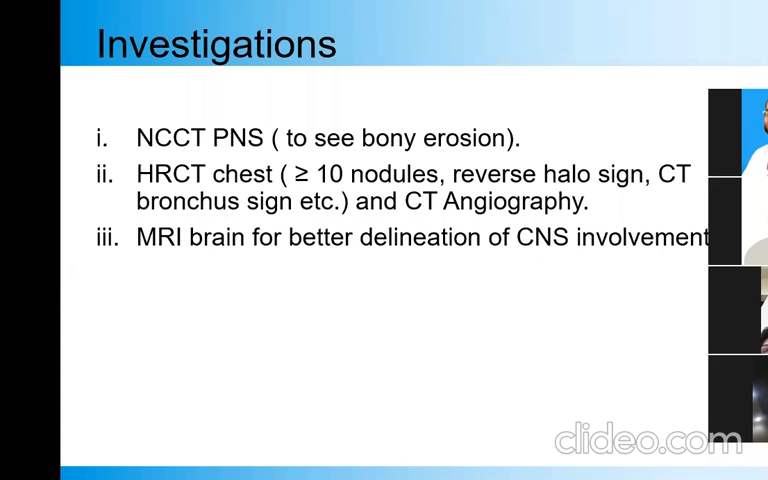 Investigations
i. NCCT PNS ( to see bony erosion).
ii. HRCT chest ( ≥ 10 nodules, reverse halo sign, CT
bronchus sign etc.) and CT Angiography.
iii. MRI brain for better delineation of CNS involvement
clideo.com